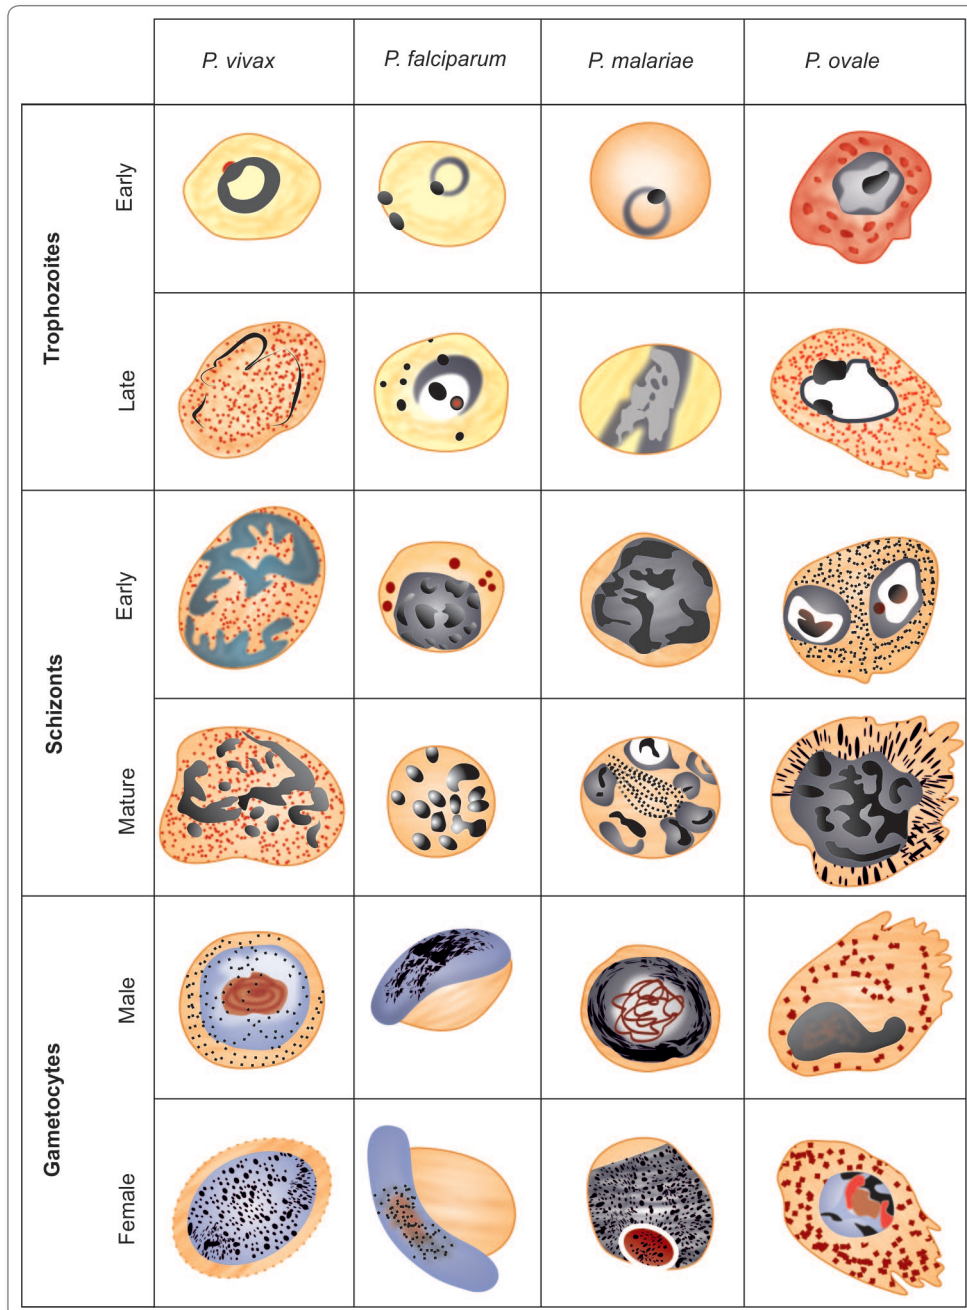 P. vivax
P. falciparum
P. malariae
P. ovale
Trophozoites
Early
Late
Schizonts
Early
Mature
Gametocytes
Male
Female